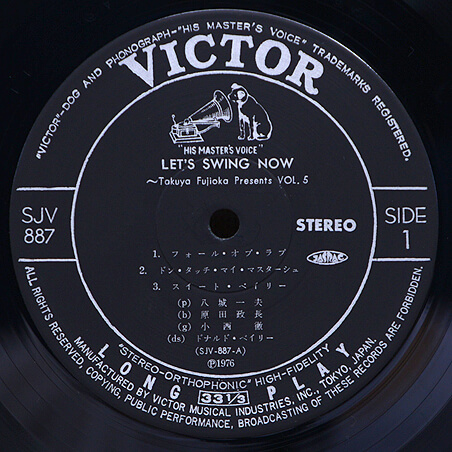 "VICTOR"-DOG AND PHONOGRAPH-"HIS MASTER'S VOICE" TRADEMARKS REGISTERED.
VICTOR
"HIS MASTER'S VOICE"
LET'S SWING NOW
~Takuya Fujioka Presents VOL. 5
SJV
887
STEREO
JASRAC
SIDE
1
1. フォール・オブ・ラブ
2. ドン・タッチ・マイ・マスターシュ
3. スイート・ベイリー
(p) 八城一夫
(b) 原田政長
(g) 小西徹
(ds) ドナルド・ベイリー
(SJV-887-A)
Ⓟ1976
"STEREO-ORTHOPHONIC" HIGH-FIDELITY
LONG 33 1/3 PLAY
MANUFACTURED BY VICTOR MUSICAL INDUSTRIES, INC., TOKYO, JAPAN.
ALL RIGHTS RESERVED, COPYING, PUBLIC PERFORMANCE, BROADCASTING OF THESE RECORDS ARE FORBIDDEN.